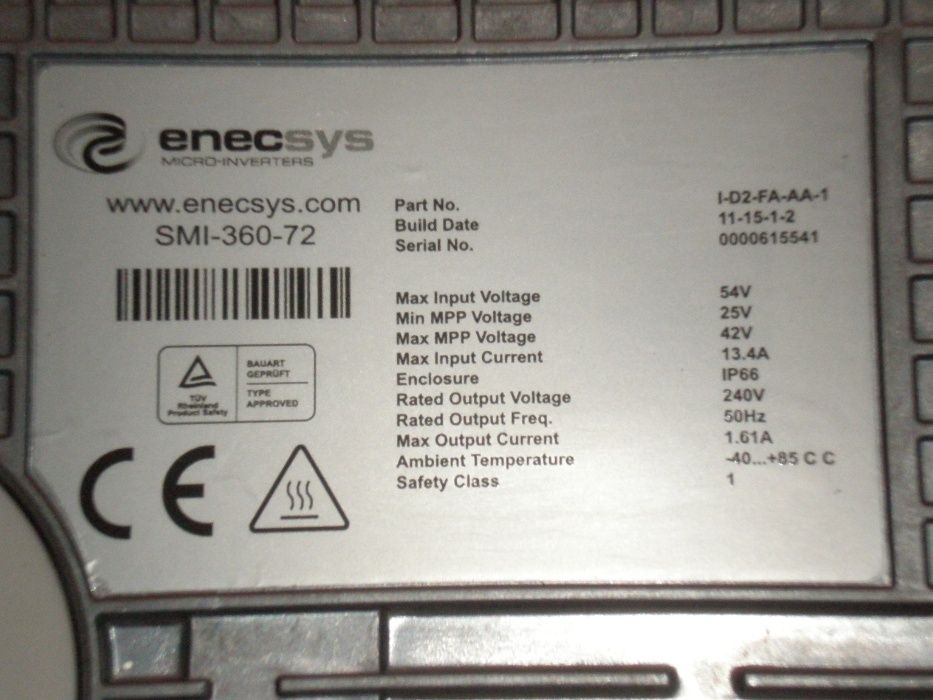 enecsys
MICRO-INVERTERS
www.enecsys.com
SMI-360-72
TÜV
Rheinland
Product Safety
BAUART
GEPRÜFT
TYPE
APPROVED
CE
Part No. I-D2-FA-AA-1
Build Date 11-15-1-2
Serial No. 0000615541
Max Input Voltage 54V
Min MPP Voltage 25V
Max MPP Voltage 42V
Max Input Current 13.4A
Enclosure IP66
Rated Output Voltage 240V
Rated Output Freq. 50Hz
Max Output Current 1.61A
Ambient Temperature -40...+85 C C
Safety Class 1